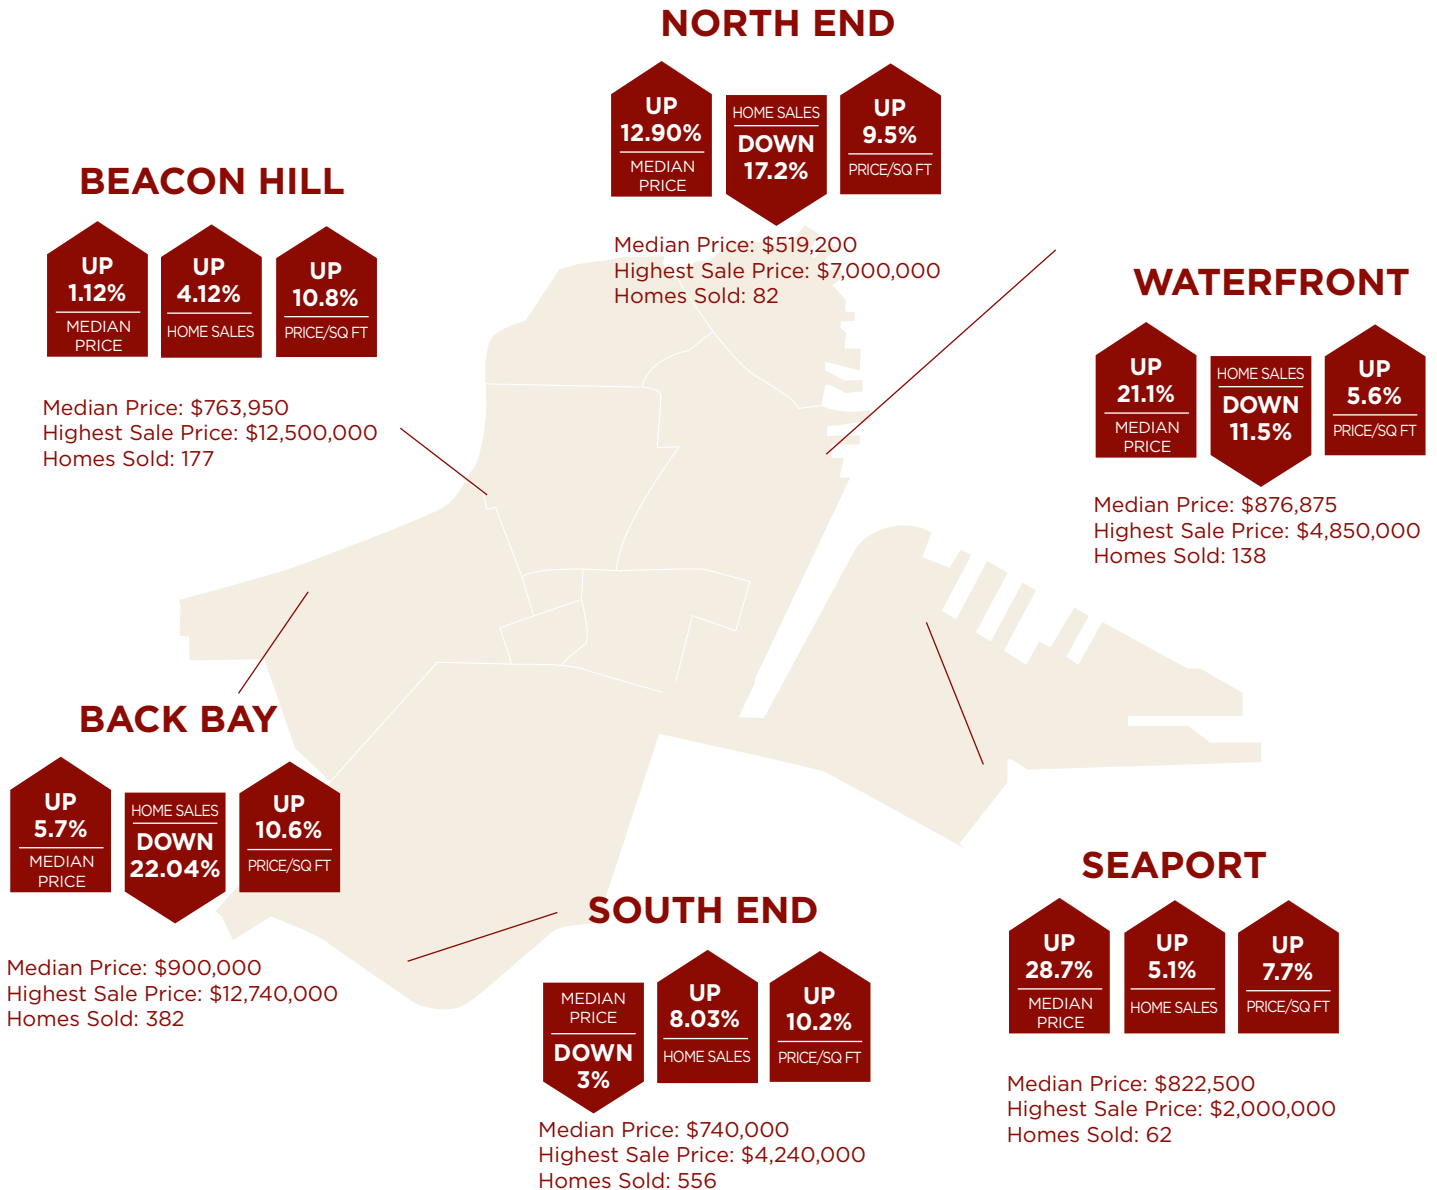 NORTH END
UP
12.90%
MEDIAN
PRICE
HOME SALES
DOWN
17.2%
UP
9.5%
PRICE/SQ FT
Median Price: $519,200
Highest Sale Price: $7,000,000
Homes Sold: 82
BEACON HILL
UP
1.12%
MEDIAN
PRICE
UP
4.12%
HOME SALES
UP
10.8%
PRICE/SQ FT
Median Price: $763,950
Highest Sale Price: $12,500,000
Homes Sold: 177
WATERFRONT
UP
21.1%
MEDIAN
PRICE
HOME SALES
DOWN
11.5%
UP
5.6%
PRICE/SQ FT
Median Price: $876,875
Highest Sale Price: $4,850,000
Homes Sold: 138
BACK BAY
UP
5.7%
MEDIAN
PRICE
HOME SALES
DOWN
22.04%
UP
10.6%
PRICE/SQ FT
Median Price: $900,000
Highest Sale Price: $12,740,000
Homes Sold: 382
SOUTH END
MEDIAN
PRICE
DOWN
3%
UP
8.03%
HOME SALES
UP
10.2%
PRICE/SQ FT
Median Price: $740,000
Highest Sale Price: $4,240,000
Homes Sold: 556
SEAPORT
UP
28.7%
MEDIAN
PRICE
UP
5.1%
HOME SALES
UP
7.7%
PRICE/SQ FT
Median Price: $822,500
Highest Sale Price: $2,000,000
Homes Sold: 62